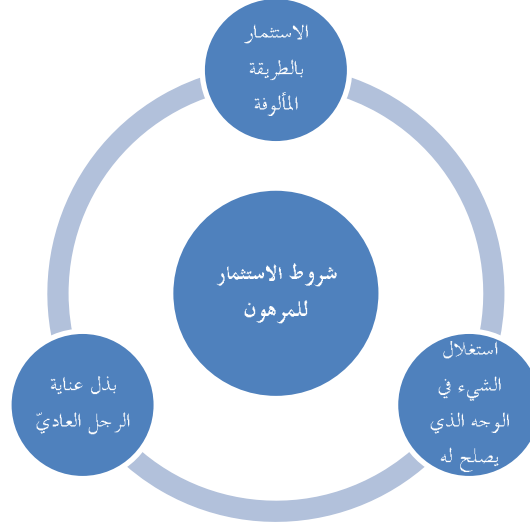 الاستثمار
بالطريقة
المألوفة
شروط الاستثمار
للمرهون
استغلال
الشيء في
الوجه الذي
يصلح له
بذل عناية
الرجل العاديّ